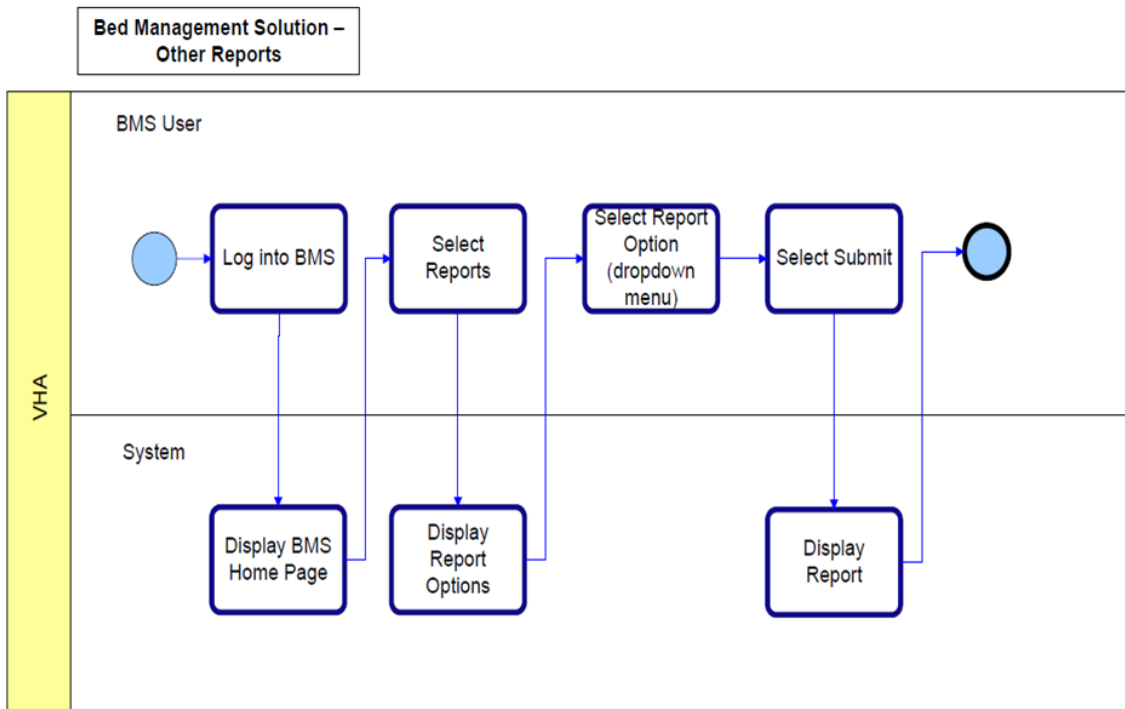 Bed Management Solution –
Other Reports
VHA
BMS User
Log into BMS
Select
Reports
Select Report
Option
(dropdown
menu)
Select Submit
System
Display BMS
Home Page
Display
Report
Options
Display
Report